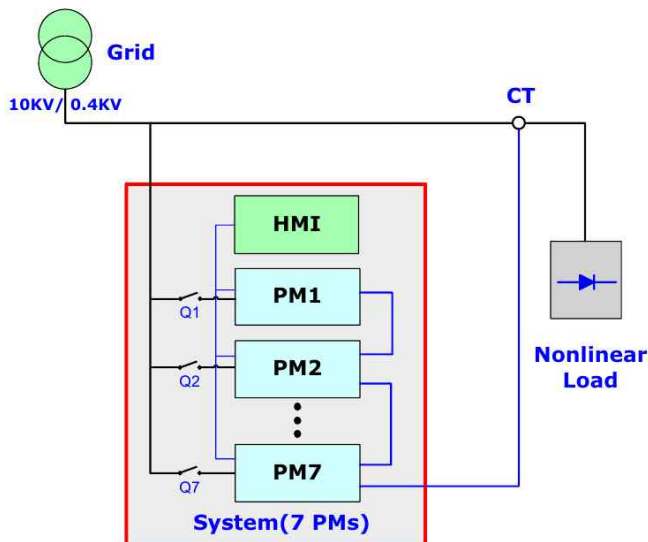 Grid
10KV/ 0.4KV
CT
HMI
PM1
Q1
PM2
Q2
Nonlinear
Load
PM7
Q7
System(7 PMs)